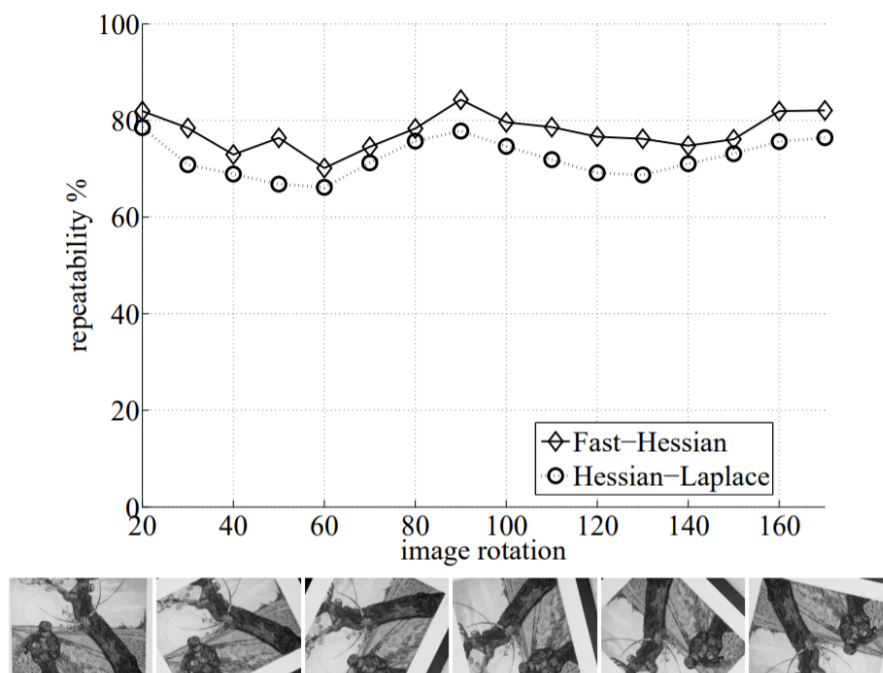 100
80
60
40
20
0
repeatability %
20 40 60 80 100 120 140 160
image rotation
Fast−Hessian
Hessian−Laplace